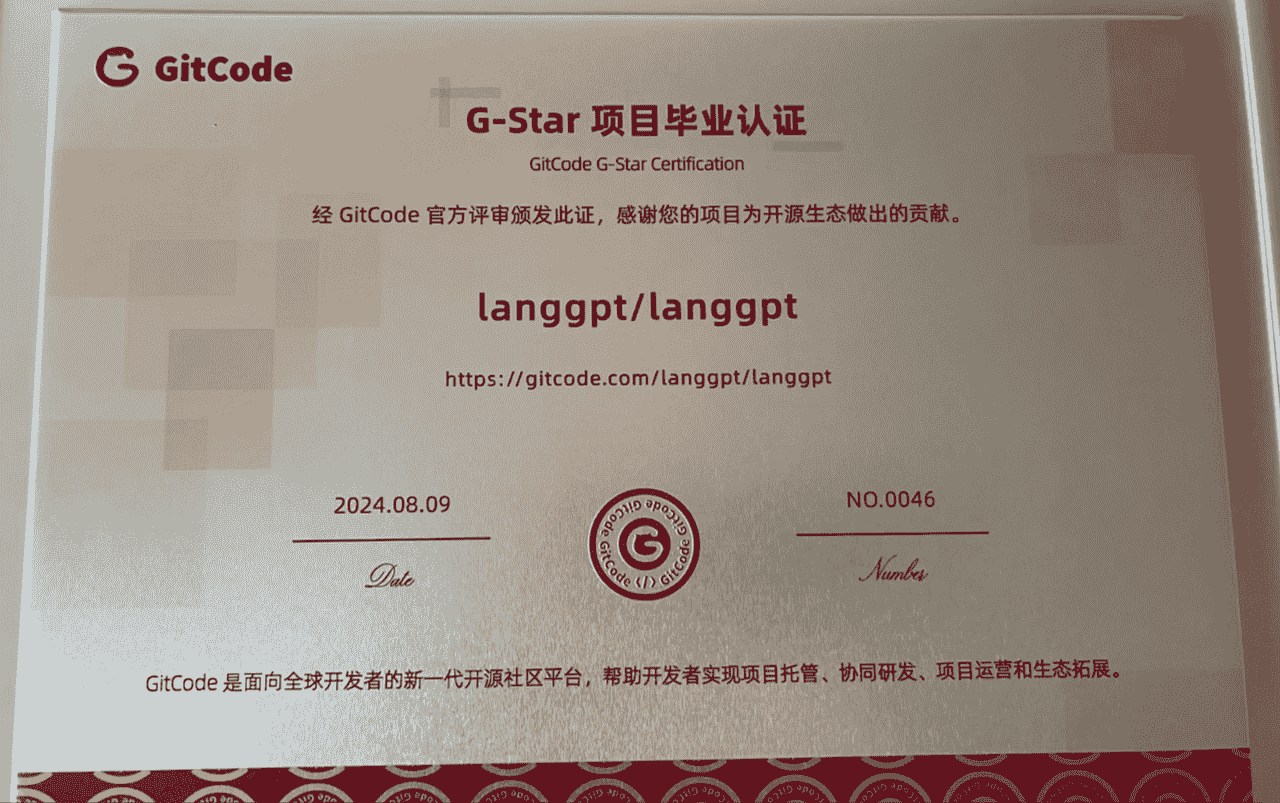 GitCode
G-Star 项目毕业认证
GitCode G-Star Certification
经 GitCode 官方评审颁发此证，感谢您的项目为开源生态做出的贡献。
langgpt/langgpt
https://gitcode.com/langgpt/langgpt
2024.08.09
Date
GitCode GitCode GitCode GitCode </>
NO.0046
Number
GitCode 是面向全球开发者的新一代开源社区平台，帮助开发者实现项目托管、协同研发、项目运营和生态拓展。